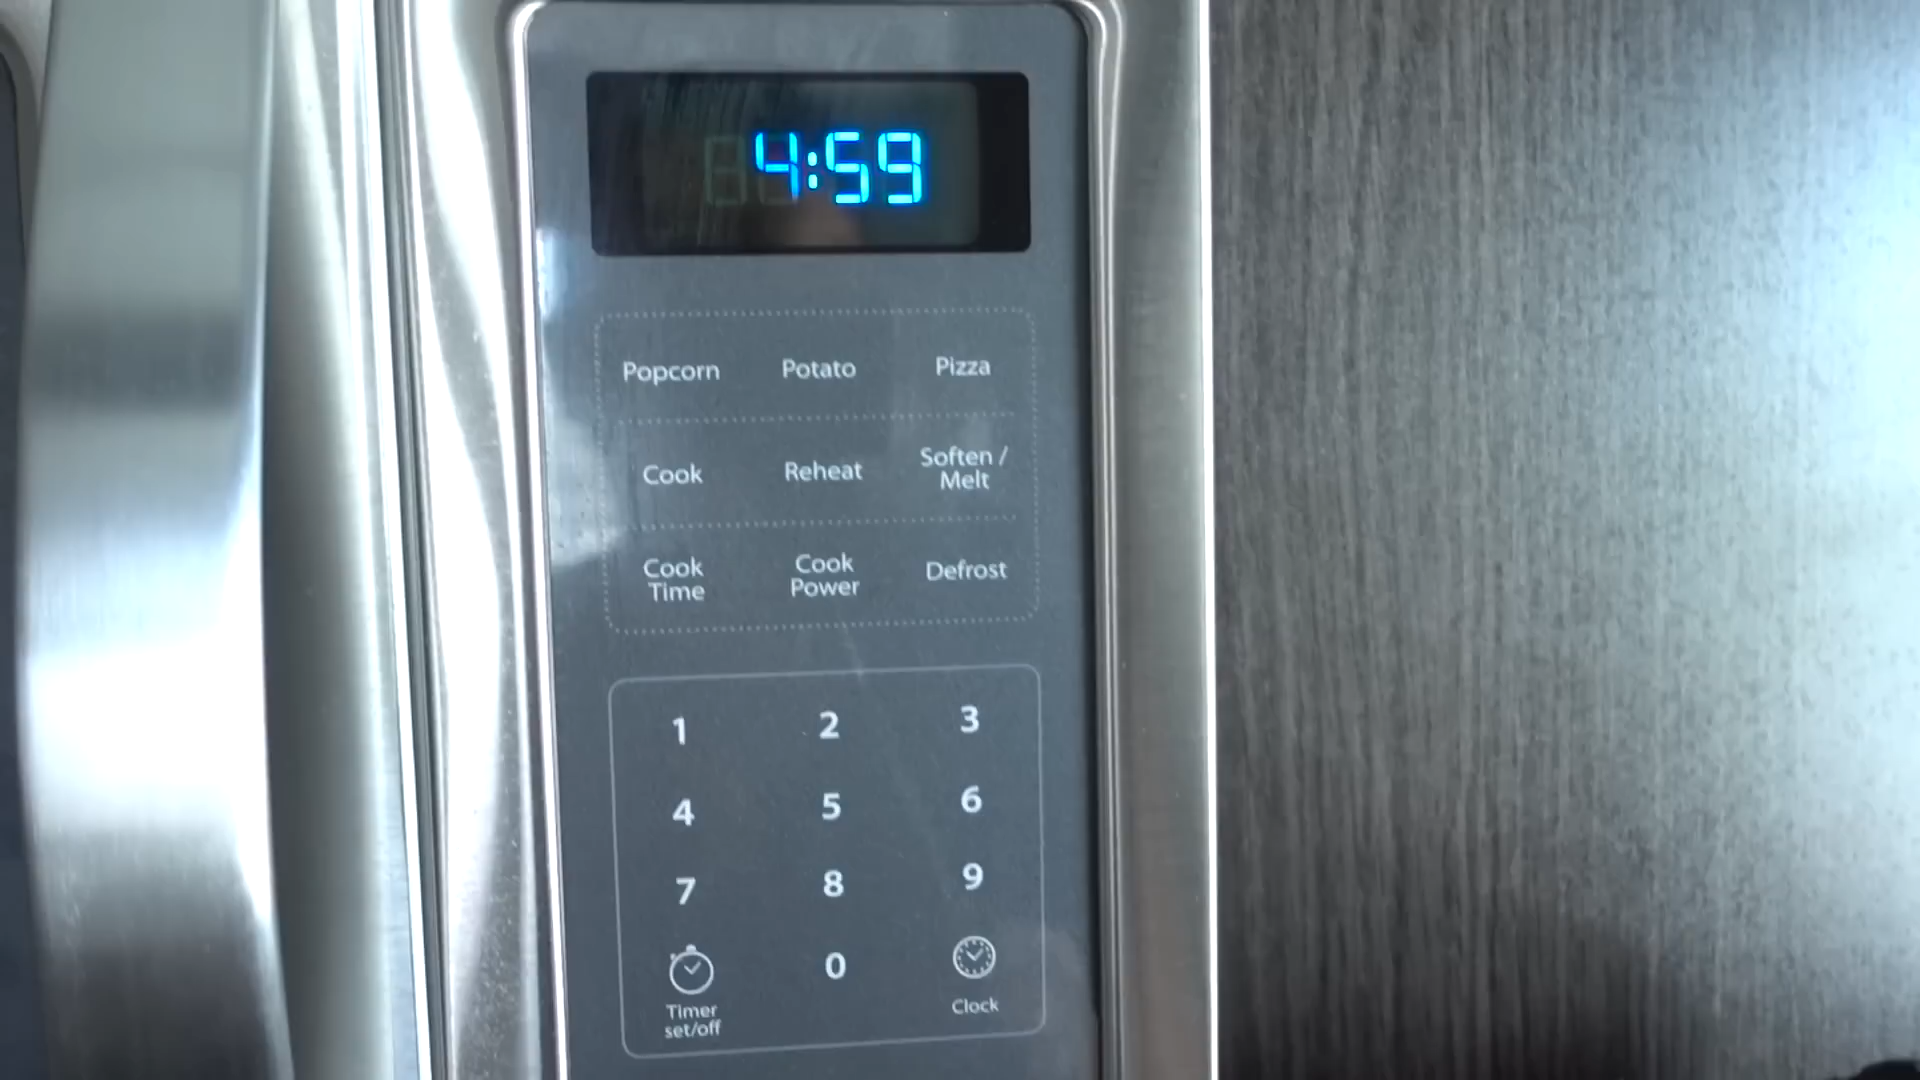 4:59
Popcorn Potato Pizza
Cook Reheat Soften / Melt
Cook Time Cook Power Defrost
1 2 3
4 5 6
7 8 9
0
Timer set/off Clock